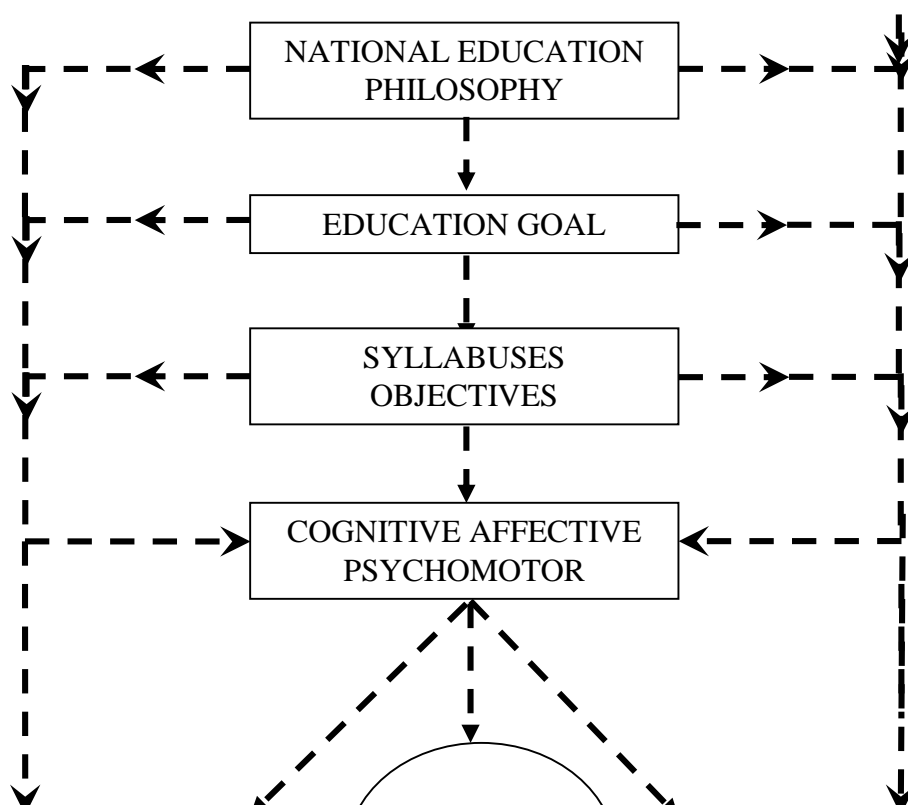 NATIONAL EDUCATION
PHILOSOPHY
EDUCATION GOAL
SYLLABUSES
OBJECTIVES
COGNITIVE AFFECTIVE
PSYCHOMOTOR